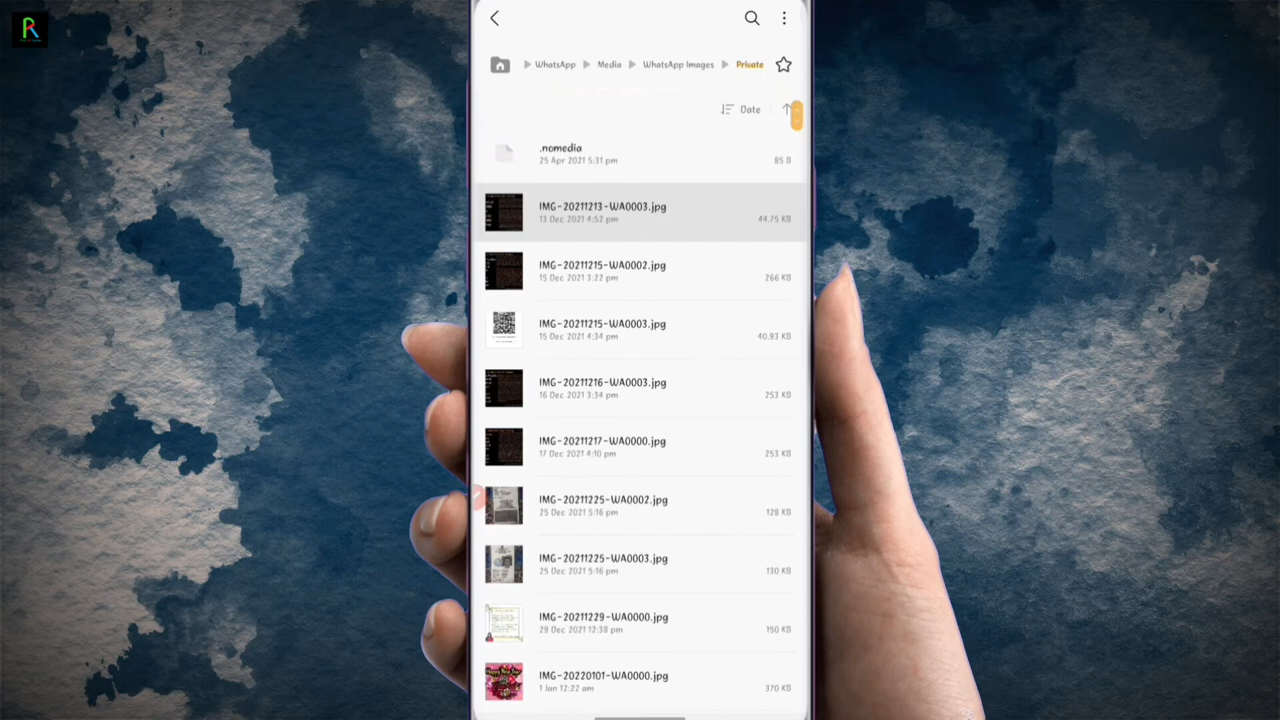 WhatsApp Media WhatsApp Images Private
Date
.nomedia
25 Apr 2021 5:31 pm 85 B
IMG-20211213-WA0003.jpg
13 Dec 2021 4:52 pm 44.75 KB
IMG-20211215-WA0002.jpg
15 Dec 2021 3:22 pm 266 KB
IMG-20211215-WA0003.jpg
15 Dec 2021 4:34 pm 40.93 KB
IMG-20211216-WA0003.jpg
16 Dec 2021 3:34 pm 253 KB
IMG-20211217-WA0000.jpg
17 Dec 2021 4:10 pm 253 KB
IMG-20211225-WA0002.jpg
25 Dec 2021 5:16 pm 128 KB
IMG-20211225-WA0003.jpg
25 Dec 2021 5:16 pm 130 KB
IMG-20211229-WA0000.jpg
29 Dec 2021 12:38 pm 150 KB
Happy New Year
IMG-20220101-WA0000.jpg
1 Jan 12:22 am 370 KB